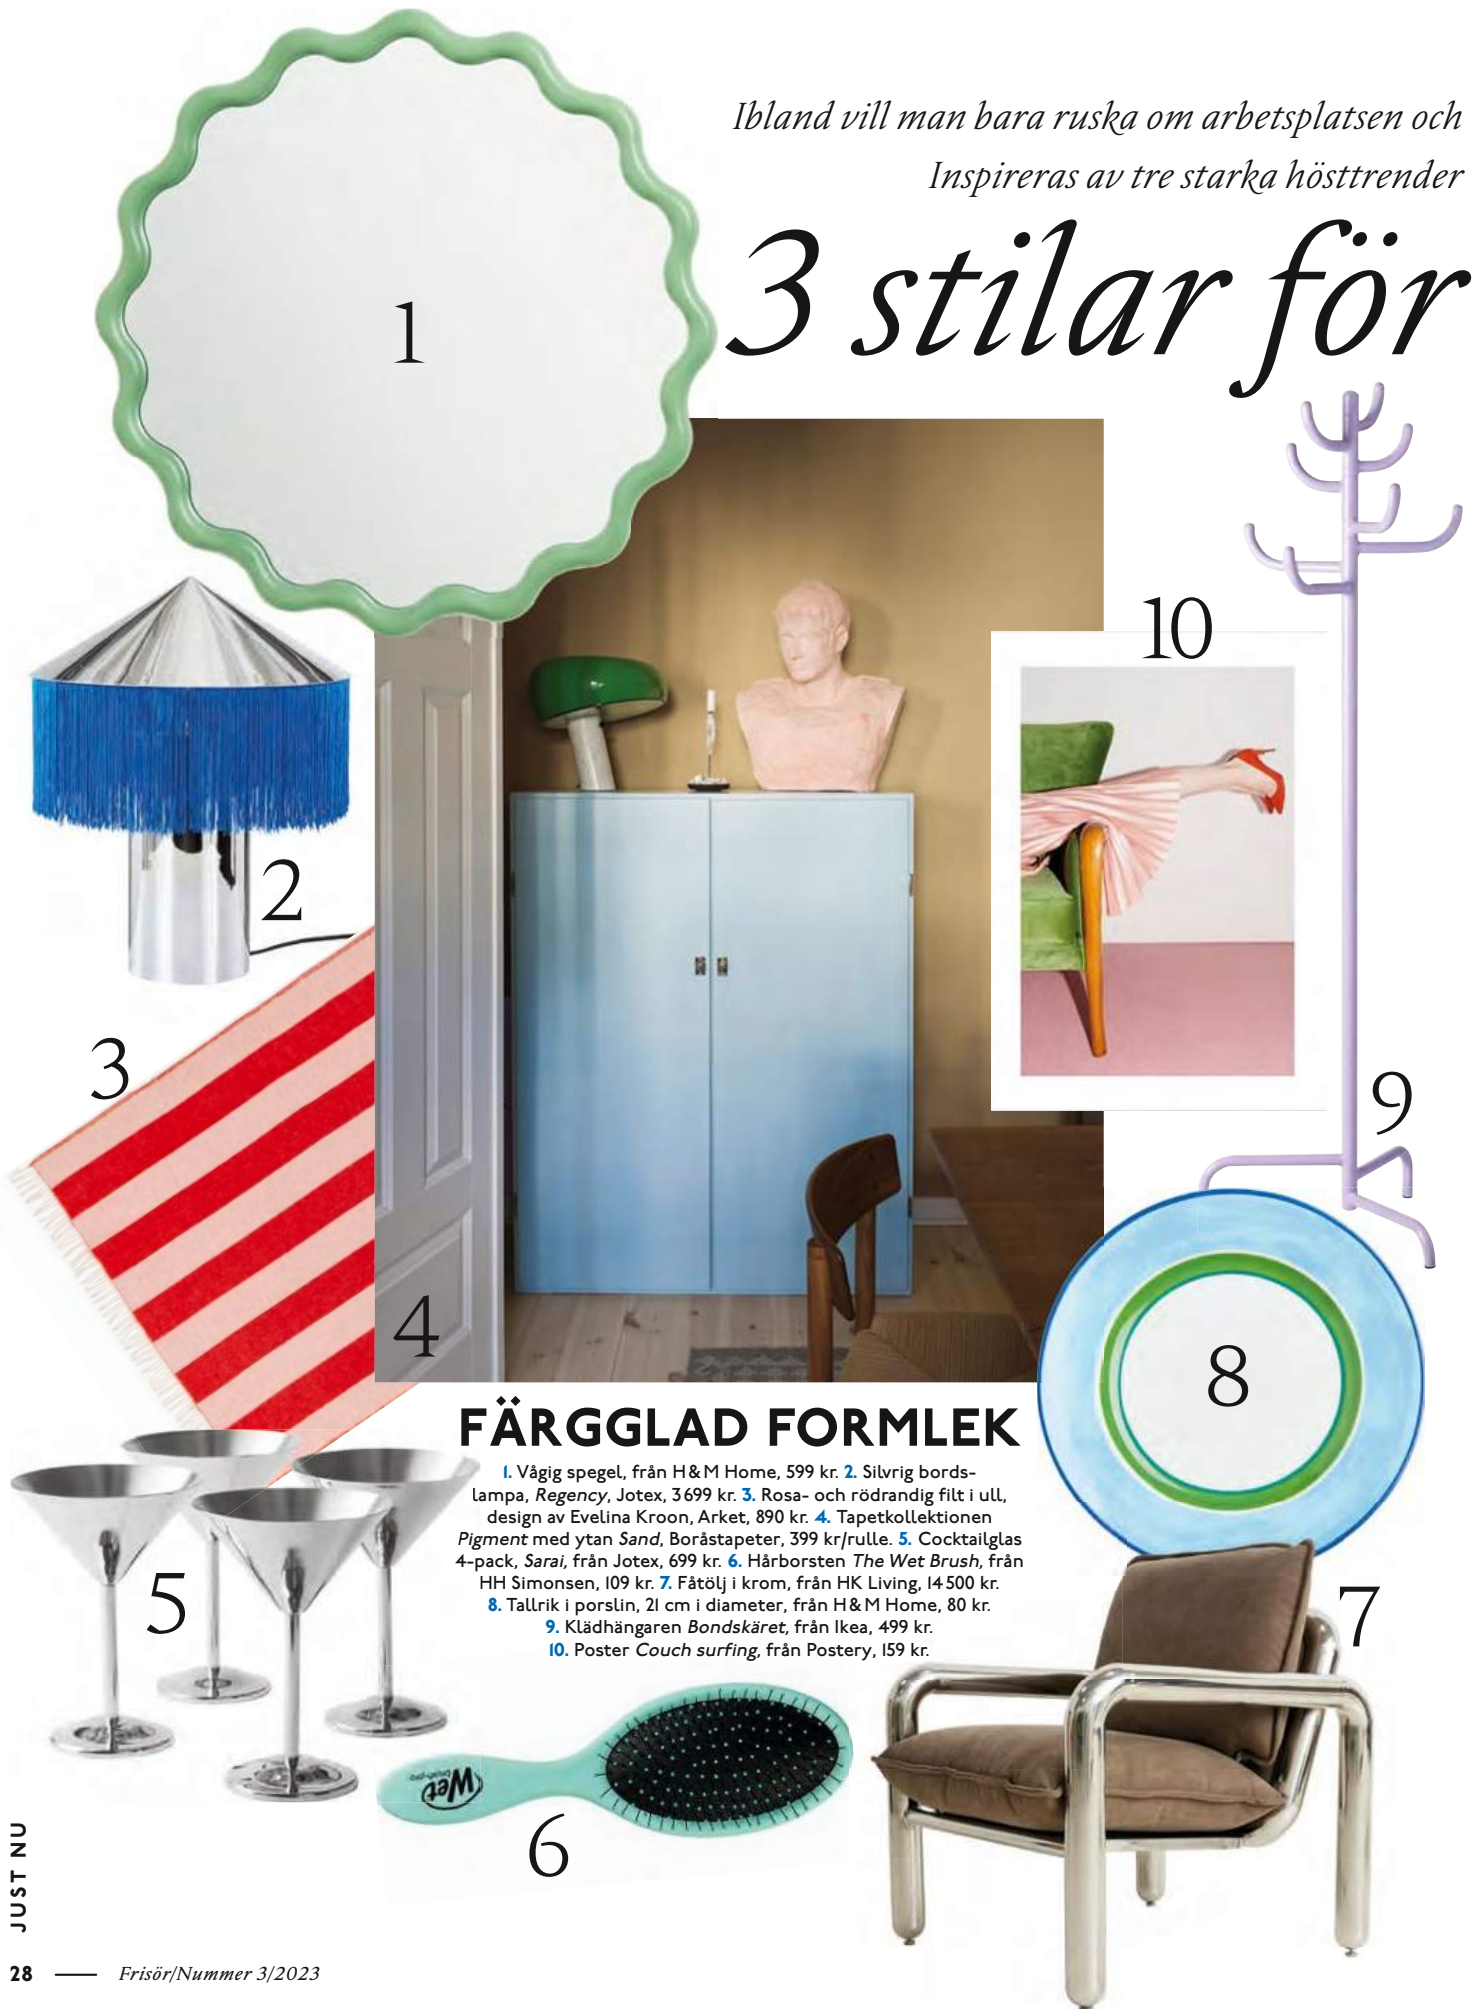 Ibland vill man bara ruska om arbetsplatsen och
Inspireras av tre starka hösttrender
3 stilar för
1
10
2
3
9
4
8
FÄRGGLAD FORMLEK
1. Vågig spegel, från H&M Home, 599 kr. 2. Silvrig bords-
lampa, Regency, Jotex, 3 699 kr. 3. Rosa- och rödrandig filt i ull,
design av Evelina Kroon, Arket, 890 kr. 4. Tapetkollektionen
Pigment med ytan Sand, Boråstapeter, 399 kr/rulle. 5. Cocktailglas
4-pack, Sarai, från Jotex, 699 kr. 6. Hårborsten The Wet Brush, från
HH Simonsen, 109 kr. 7. Fåtölj i krom, från HK Living, 14 500 kr.
8. Tallrik i porslin, 21 cm i diameter, från H&M Home, 80 kr.
9. Klädhängaren Bondskäret, från Ikea, 499 kr.
10. Poster Couch surfing, från Postery, 159 kr.
5
7
Wet
6
JUST NU
28 — Frisör/Nummer 3/2023